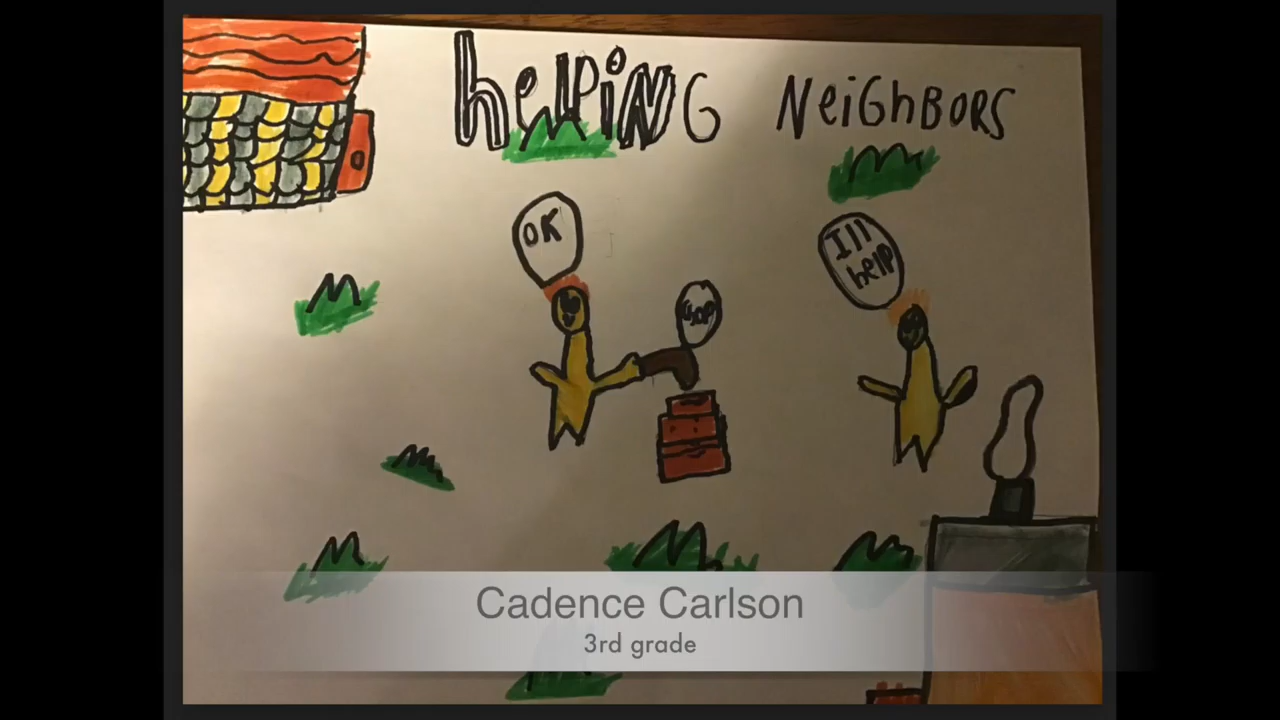 helpiNG NeiGhBORS
OK
I'll
help
Cadence Carlson
3rd grade